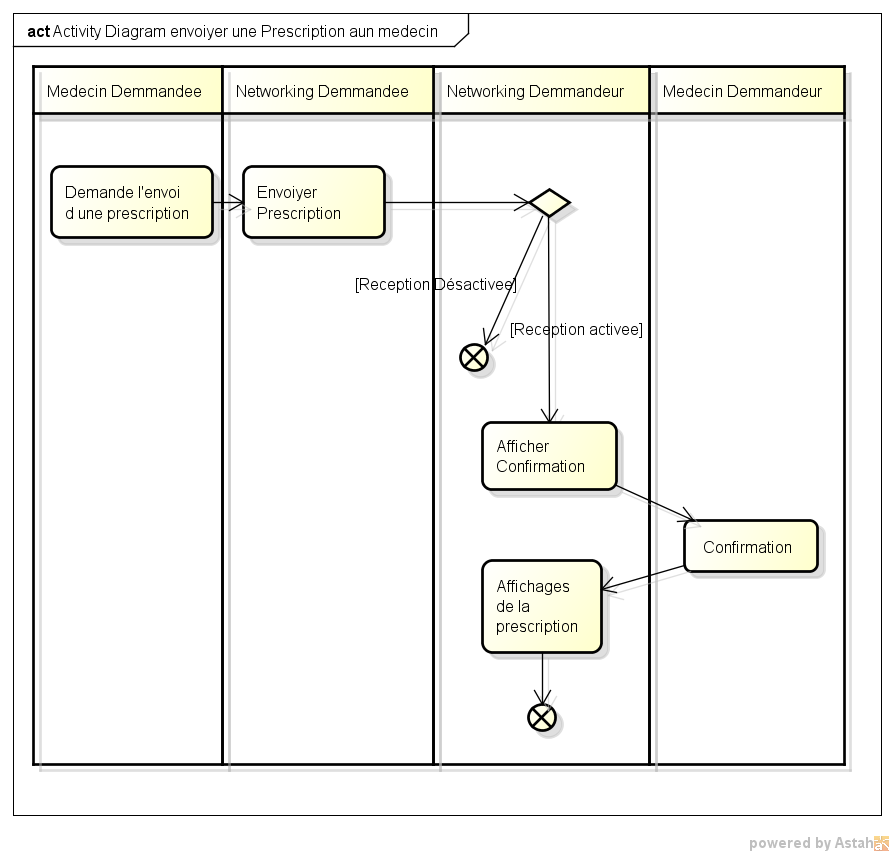 act Activity Diagram envoiyer une Prescription aun medecin
Medecin Demmandee
Networking Demmandee
Networking Demmandeur
Medecin Demmandeur
Demande l'envoi
d une prescription
Envoiyer
Prescription
[Reception Désactivee]
[Reception activee]
Afficher
Confirmation
Confirmation
Affichages
de la
prescription
powered by Astah